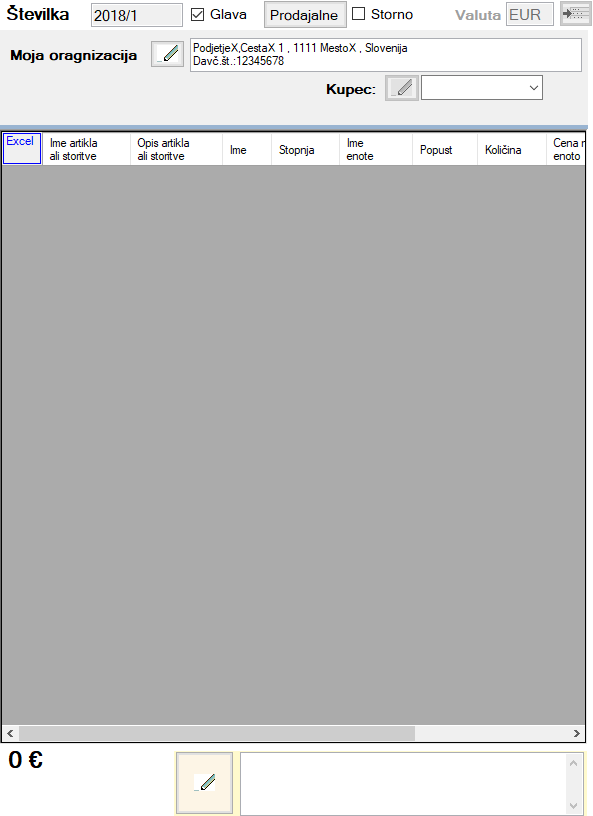 Številka 2018/1 Glava Prodajalne Storno Valuta EUR
Moja oragnizacija PodjetjeX,CestaX 1 , 1111 MestoX , Slovenija
Davč.št.:12345678
Kupec:
Excel
Ime artikla
ali storitve
Opis artikla
ali storitve
Ime
Stopnja
Ime
enote
Popust
Količina
Cena
enoto
0 €